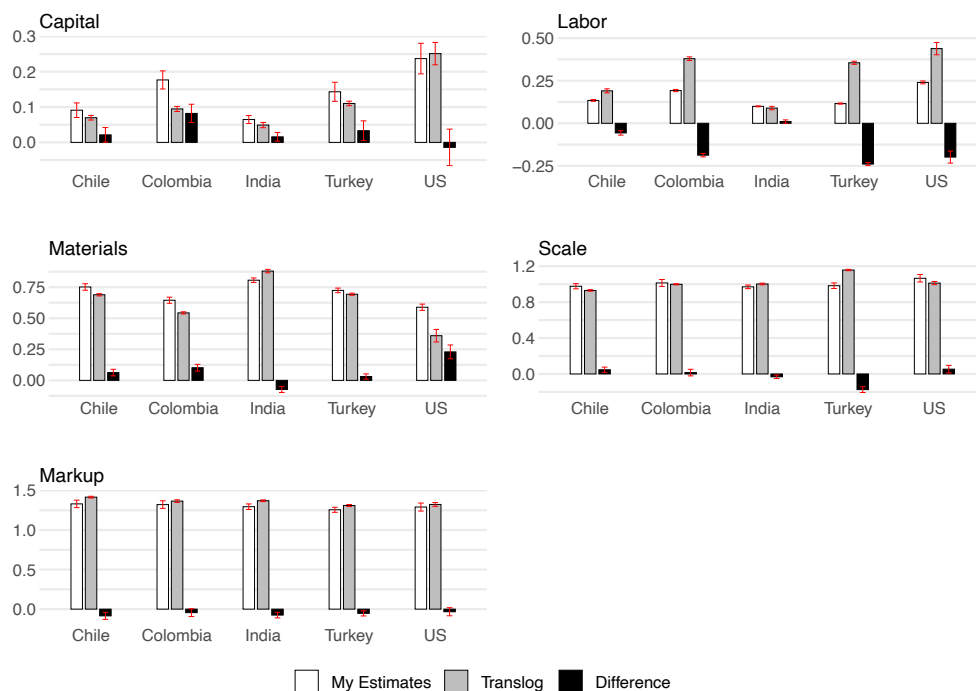 Capital
0.3
0.2
0.1
0.0
Chile Colombia India Turkey US
Labor
0.50
0.25
0.00
−0.25
Chile Colombia India Turkey US
Materials
0.75
0.50
0.25
0.00
Chile Colombia India Turkey US
Scale
1.2
0.8
0.4
0.0
Chile Colombia India Turkey US
Markup
1.5
1.0
0.5
0.0
Chile Colombia India Turkey US
My Estimates Translog Difference